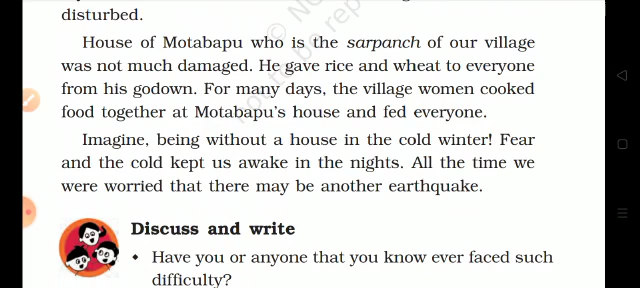 disturbed.
House of Motabapu who is the sarpanch of our village
was not much damaged. He gave rice and wheat to everyone
from his godown. For many days, the village women cooked
food together at Motabapu's house and fed everyone.
Imagine, being without a house in the cold winter! Fear
and the cold kept us awake in the nights. All the time we
were worried that there may be another earthquake.
Discuss and write
• Have you or anyone that you know ever faced such
difficulty?